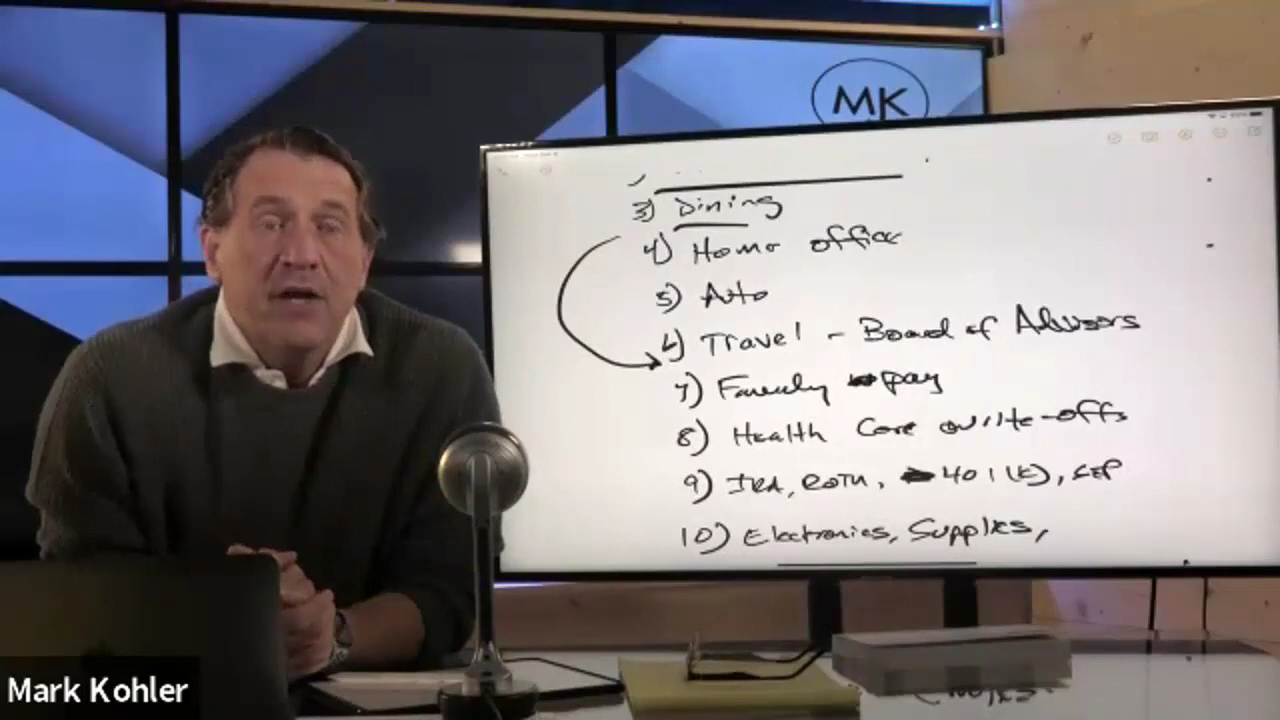 MK
3) Dining
4) Home office
5) Auto
6) Travel - Board of Advisors
7) Family pay
8) Health Care write-offs
9) IRA, ROTH, 401(k), SEP
10) Electronics, Supplies,
Mark Kohler